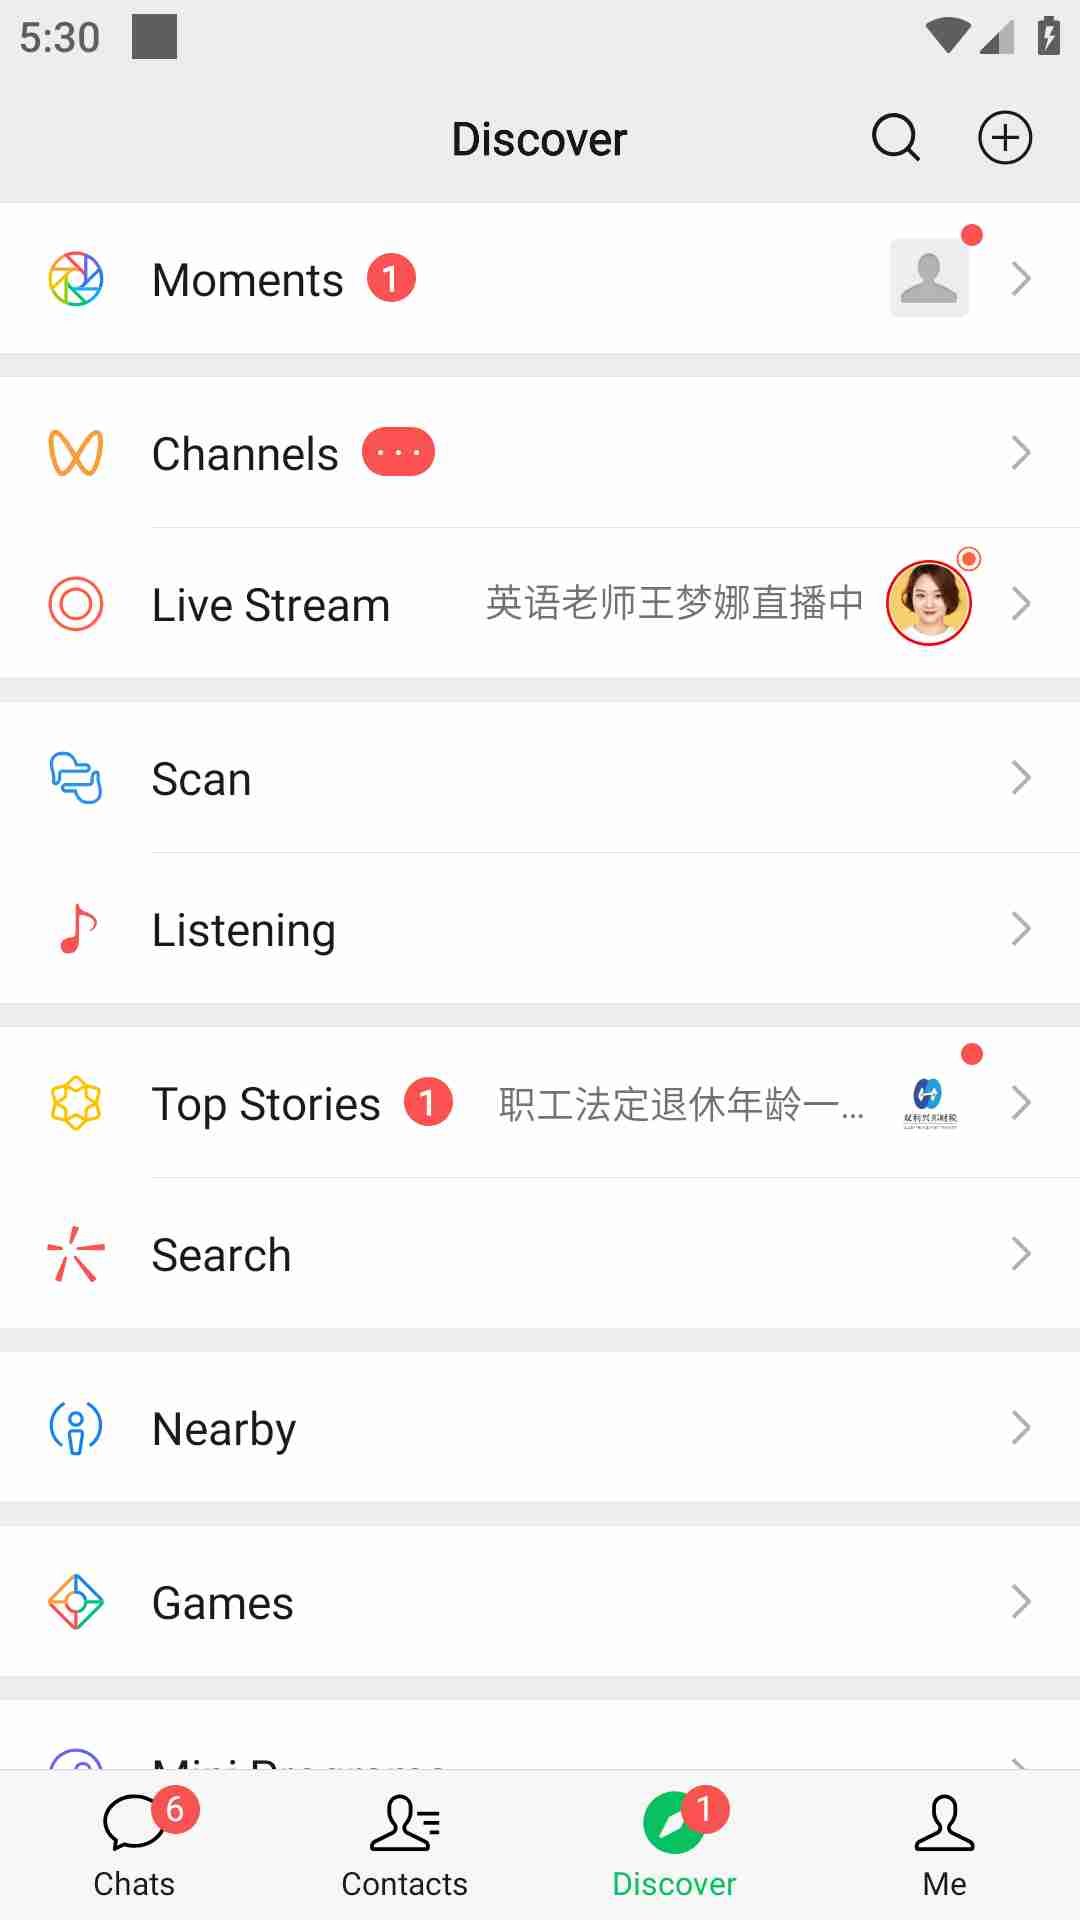 5:30
Discover
Moments 1
Channels
Live Stream 英语老师王梦娜直播中
Scan
Listening
Top Stories 1 职工法定退休年龄一...
Search
Nearby
Games
Mini Programs
6 1
Chats Contacts Discover Me